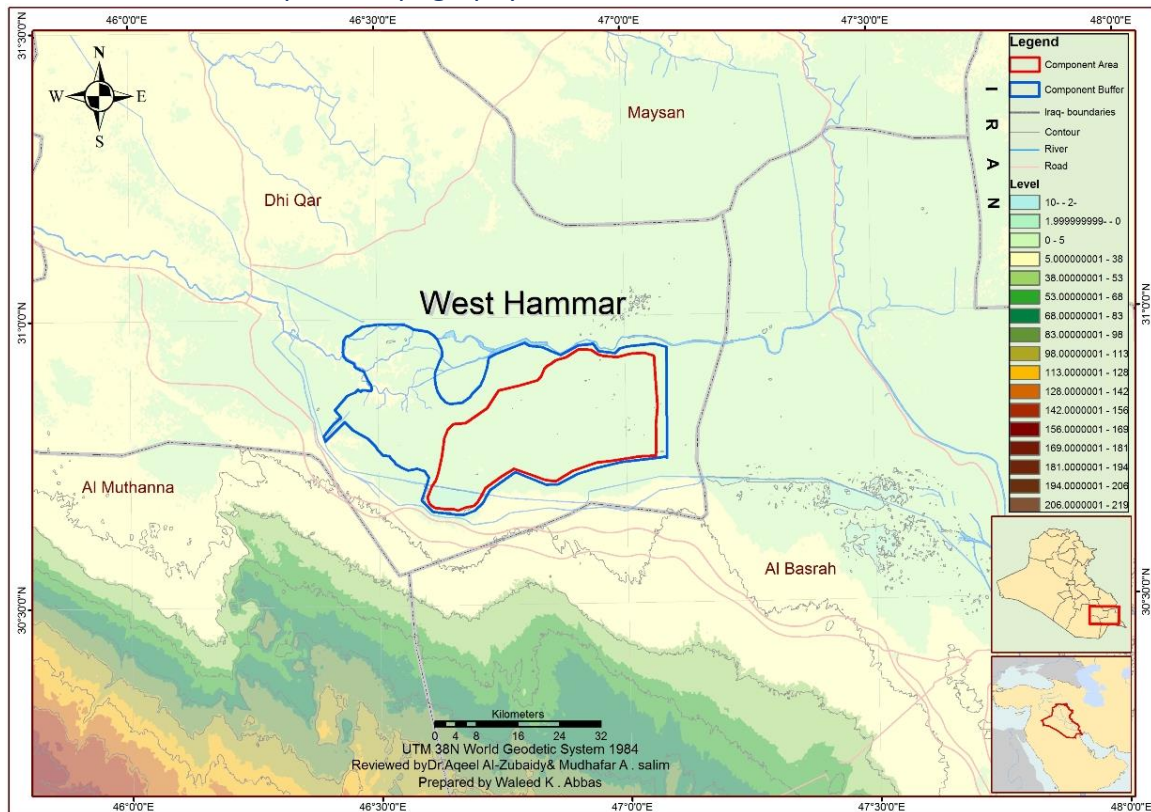 46°0'0"E 46°30'0"E 47°0'0"E 47°30'0"E 48°0'0"E
31°30'0"N
31°0'0"N
30°30'0"N
N
W E
S
Maysan
Dhi Qar
West Hammar
Al Muthanna
Al Basrah
I R A N
Legend
Component Area
Component Buffer
Iraq- boundaries
Contour
River
Road
Level
10- - 2-
1.999999999- - 0
0 - 5
5.000000001 - 38
38.00000001 - 53
53.00000001 - 68
68.00000001 - 83
83.00000001 - 98
98.00000001 - 113
113.0000001 - 128
128.0000001 - 142
142.0000001 - 156
156.0000001 - 169
169.0000001 - 181
181.0000001 - 194
194.0000001 - 206
206.0000001 - 219
31°0'0"N
30°30'0"N
Kilometers
0 4 8 16 24 32
UTM 38N World Geodetic System 1984
Reviewed byDr.Aqeel Al-Zubaidy& Mudhafar A . salim
Prepared by Waleed K . Abbas
46°0'0"E 46°30'0"E 47°0'0"E 47°30'0"E 48°0'0"E